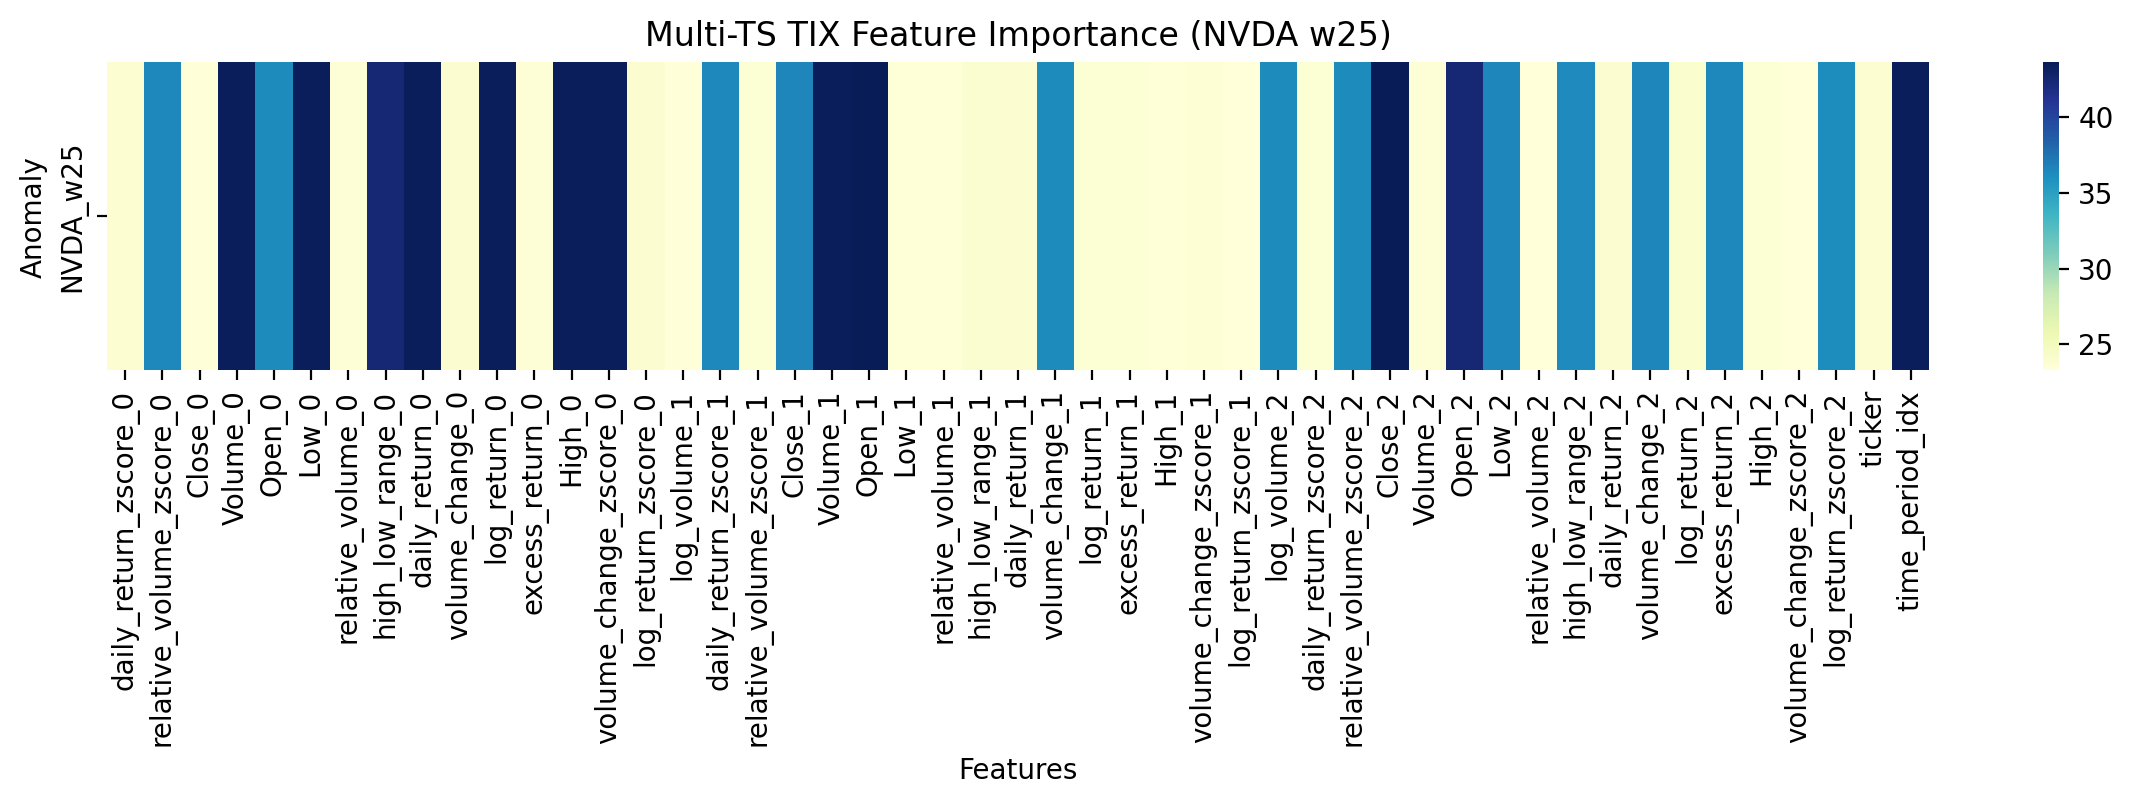 Multi-TS TIX Feature Importance (NVDA w25)
Anomaly
NVDA_w25
40
35
30
25
daily_return_zscore_0
relative_volume_zscore_0
Close_0
Volume_0
Open_0
Low_0
relative_volume_0
high_low_range_0
daily_return_0
volume_change_0
log_return_0
excess_return_0
High_0
volume_change_zscore_0
log_return_zscore_0
log_volume_1
daily_return_zscore_1
relative_volume_zscore_1
Close_1
Volume_1
Open_1
Low_1
relative_volume_1
high_low_range_1
daily_return_1
volume_change_1
log_return_1
excess_return_1
High_1
volume_change_zscore_1
log_return_zscore_1
log_volume_2
daily_return_zscore_2
relative_volume_zscore_2
Close_2
Volume_2
Open_2
Low_2
relative_volume_2
high_low_range_2
daily_return_2
volume_change_2
log_return_2
excess_return_2
High_2
volume_change_zscore_2
log_return_zscore_2
ticker
time_period_idx
Features